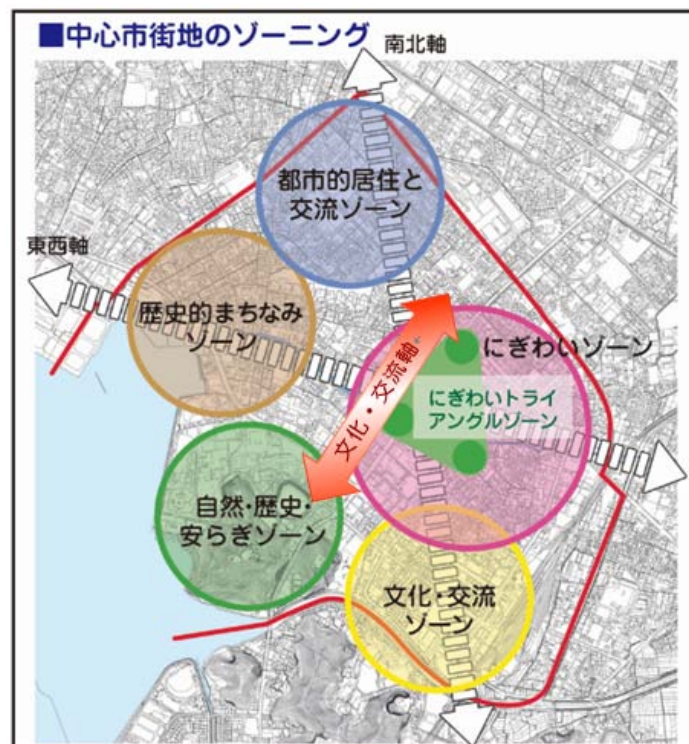 ■中心市街地のゾーニング
南北軸
都市的居住と
交流ゾーン
東西軸
歴史的まちなみ
ゾーン
にぎわいゾーン
にぎわいトライ
アングルゾーン
文化・交流軸
自然・歴史・
安らぎゾーン
文化・交流
ゾーン